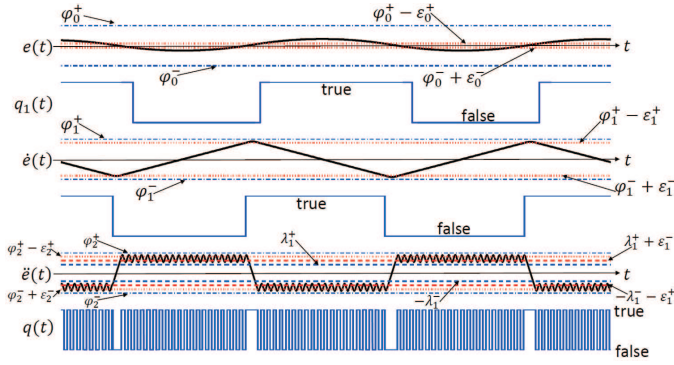 φ₀⁺
φ₀⁺ − ε₀⁺
e(t)
t
φ₀⁻
φ₀⁻ + ε₀⁻
q₁(t)
true
false
φ₁⁺
φ₁⁺ − ε₁⁺
ė(t)
t
φ₁⁻
φ₁⁻ + ε₁⁻
true
false
φ₂⁺ − ε₂⁺
φ₂⁺
λ₁⁺
λ₁⁺ + ε₁⁻
ë(t)
t
φ₂⁻ + ε₂⁻
φ₂⁻
−λ₁⁻
−λ₁⁻ − ε₁⁺
true
q(t)
false